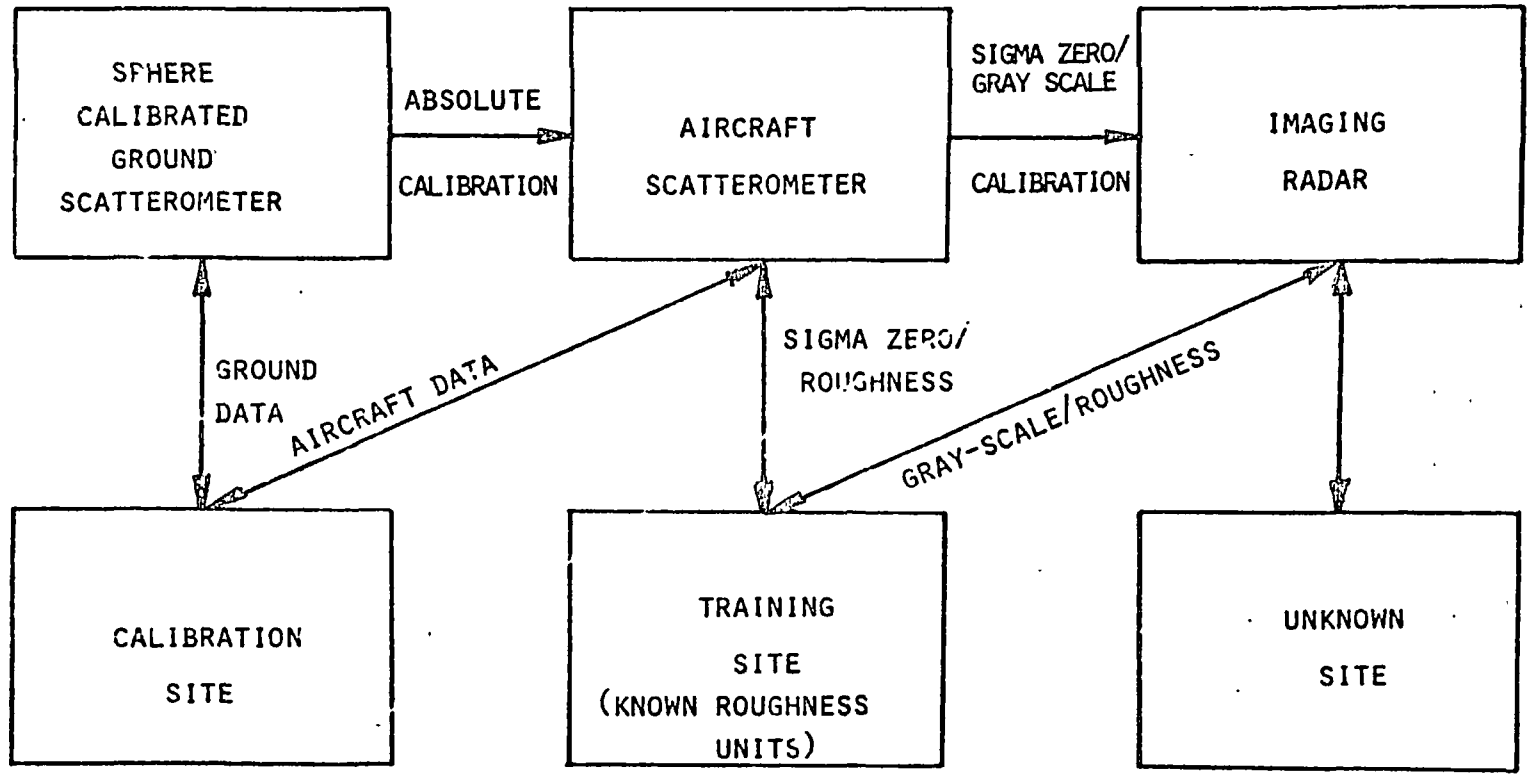 SPHERE
CALIBRATED
GROUND
SCATTEROMETER
ABSOLUTE
CALIBRATION
AIRCRAFT
SCATTEROMETER
SIGMA ZERO/
GRAY SCALE
CALIBRATION
IMAGING
RADAR
GROUND
DATA
AIRCRAFT DATA
SIGMA ZERO/
ROUGHNESS
GRAY-SCALE/ROUGHNESS
CALIBRATION
SITE
TRAINING
SITE
(KNOWN ROUGHNESS
UNITS)
UNKNOWN
SITE